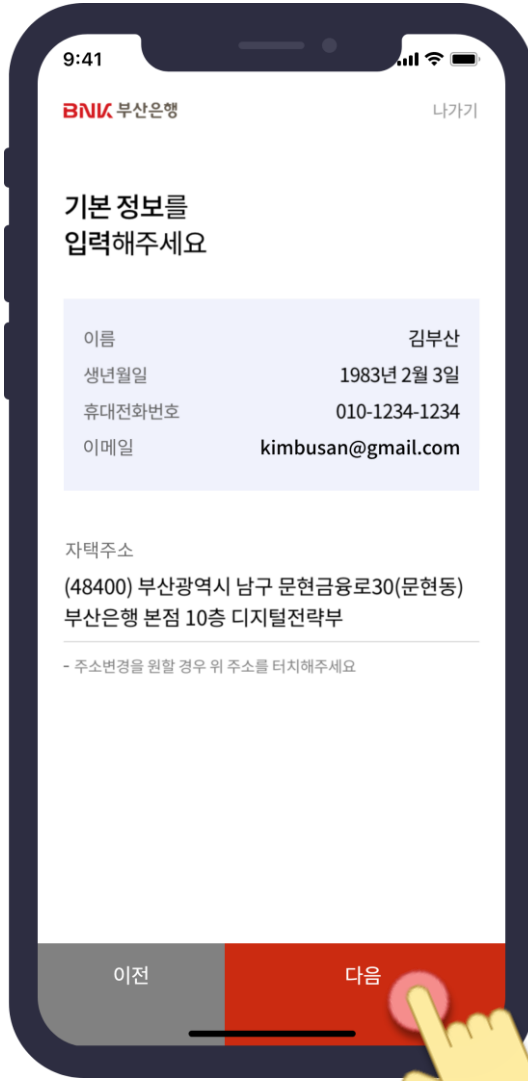 9:41
BNK 부산은행
나가기
기본 정보를
입력해주세요
이름 김부산
생년월일 1983년 2월 3일
휴대전화번호 010-1234-1234
이메일 kimbusan@gmail.com
자택주소
(48400) 부산광역시 남구 문현금융로30(문현동)
부산은행 본점 10층 디지털전략부
- 주소변경을 원할 경우 위 주소를 터치해주세요
이전 다음